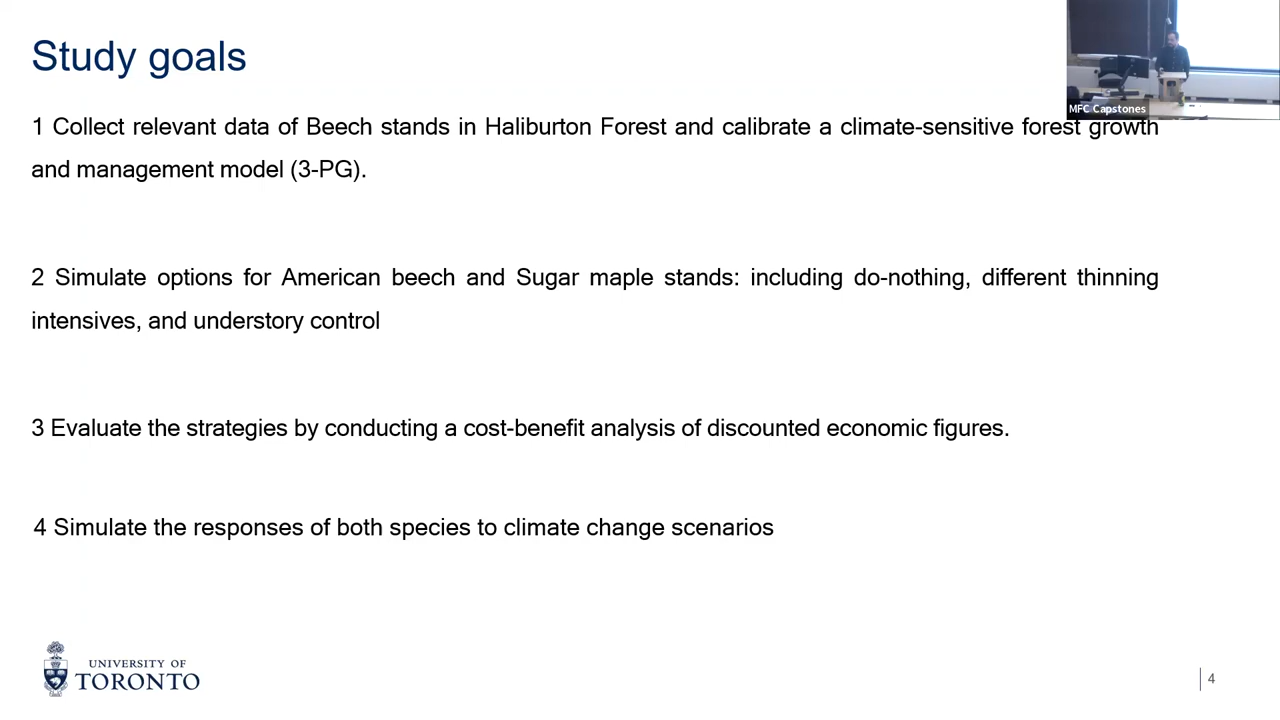 Study goals
MFC Capstones
1 Collect relevant data of Beech stands in Haliburton Forest and calibrate a climate-sensitive forest growth
and management model (3-PG).
2 Simulate options for American beech and Sugar maple stands: including do-nothing, different thinning
intensives, and understory control
3 Evaluate the strategies by conducting a cost-benefit analysis of discounted economic figures.
4 Simulate the responses of both species to climate change scenarios
UNIVERSITY OF
TORONTO
4